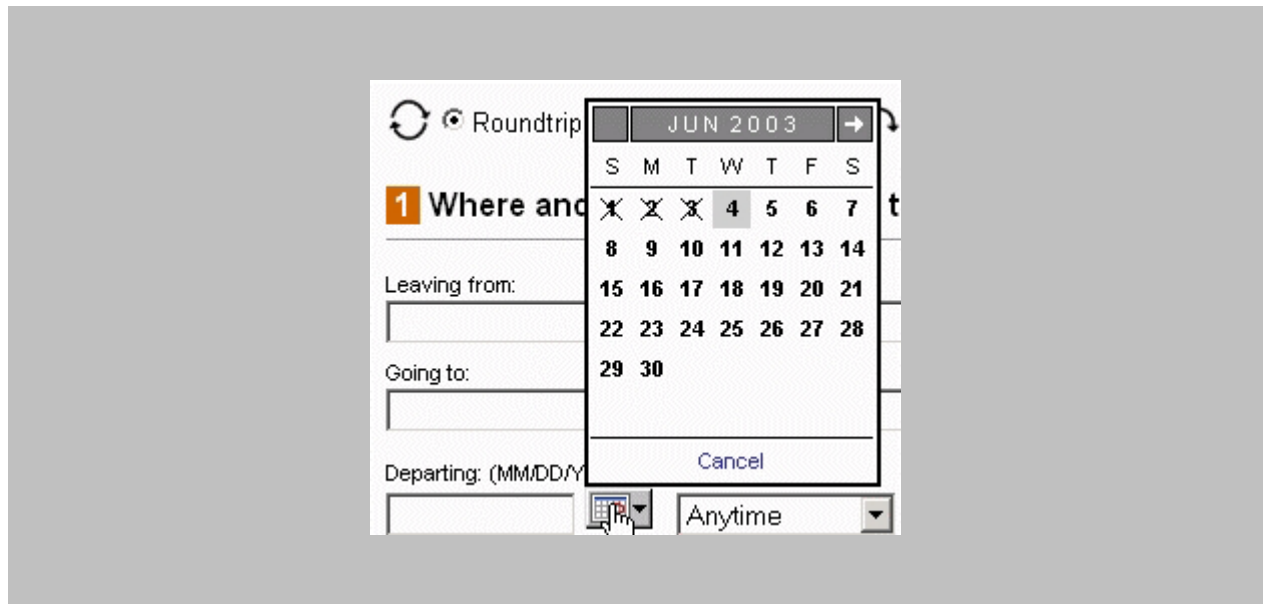 Roundtrip
1 Where and t
Leaving from:
Going to:
Departing: (MM/DD/Y
Anytime
JUN 2003
S M T W T F S
1 2 3 4 5 6 7
8 9 10 11 12 13 14
15 16 17 18 19 20 21
22 23 24 25 26 27 28
29 30
Cancel